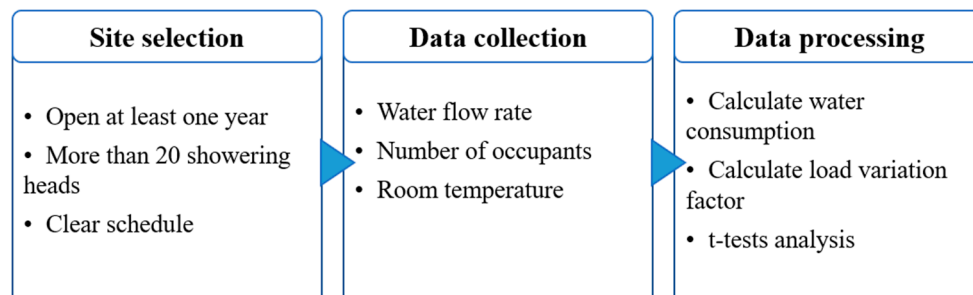 Site selection
• Open at least one year
• More than 20 showering
heads
• Clear schedule
Data collection
• Water flow rate
• Number of occupants
• Room temperature
Data processing
• Calculate water
consumption
• Calculate load variation
factor
• t-tests analysis